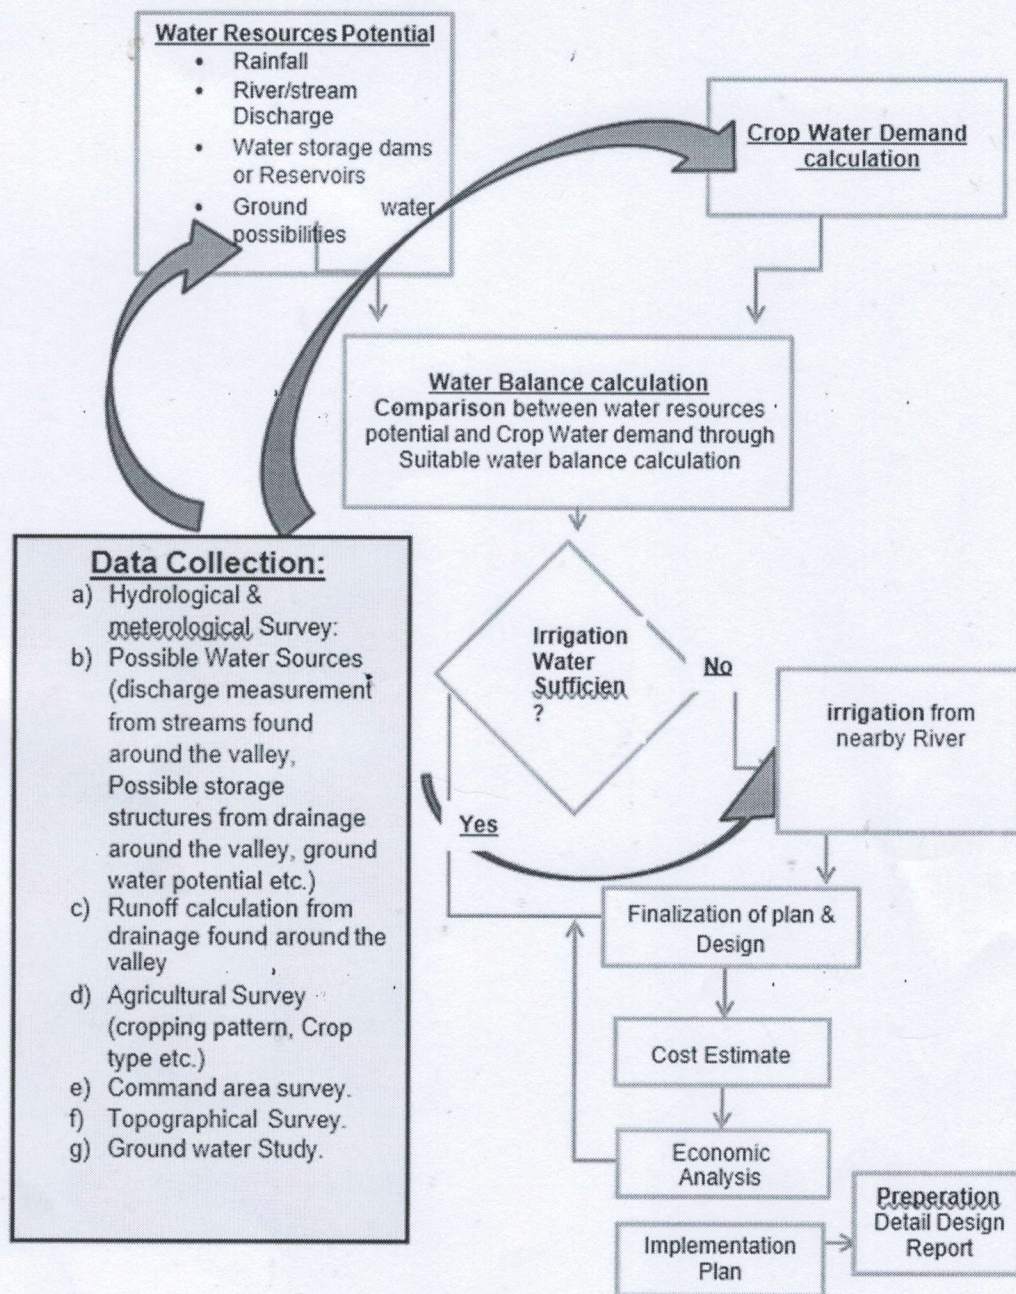 Water Resources Potential
• Rainfall
• River/stream
Discharge
• Water storage dams
or Reservoirs
• Ground water
possibilities
Crop Water Demand
calculation
Water Balance calculation
Comparison between water resources
potential and Crop Water demand through
Suitable water balance calculation
Data Collection:
a) Hydrological &
meterological Survey:
b) Possible Water Sources
(discharge measurement
from streams found
around the valley,
Possible storage
structures from drainage
around the valley, ground
water potential etc.)
c) Runoff calculation from
drainage found around the
valley
d) Agricultural Survey
(cropping pattern, Crop
type etc.)
e) Command area survey.
f) Topographical Survey.
g) Ground water Study.
Irrigation
Water
Sufficien
?
No
Yes
irrigation from
nearby River
Finalization of plan &
Design
Cost Estimate
Economic
Analysis
Implementation
Plan
Preperation
Detail Design
Report